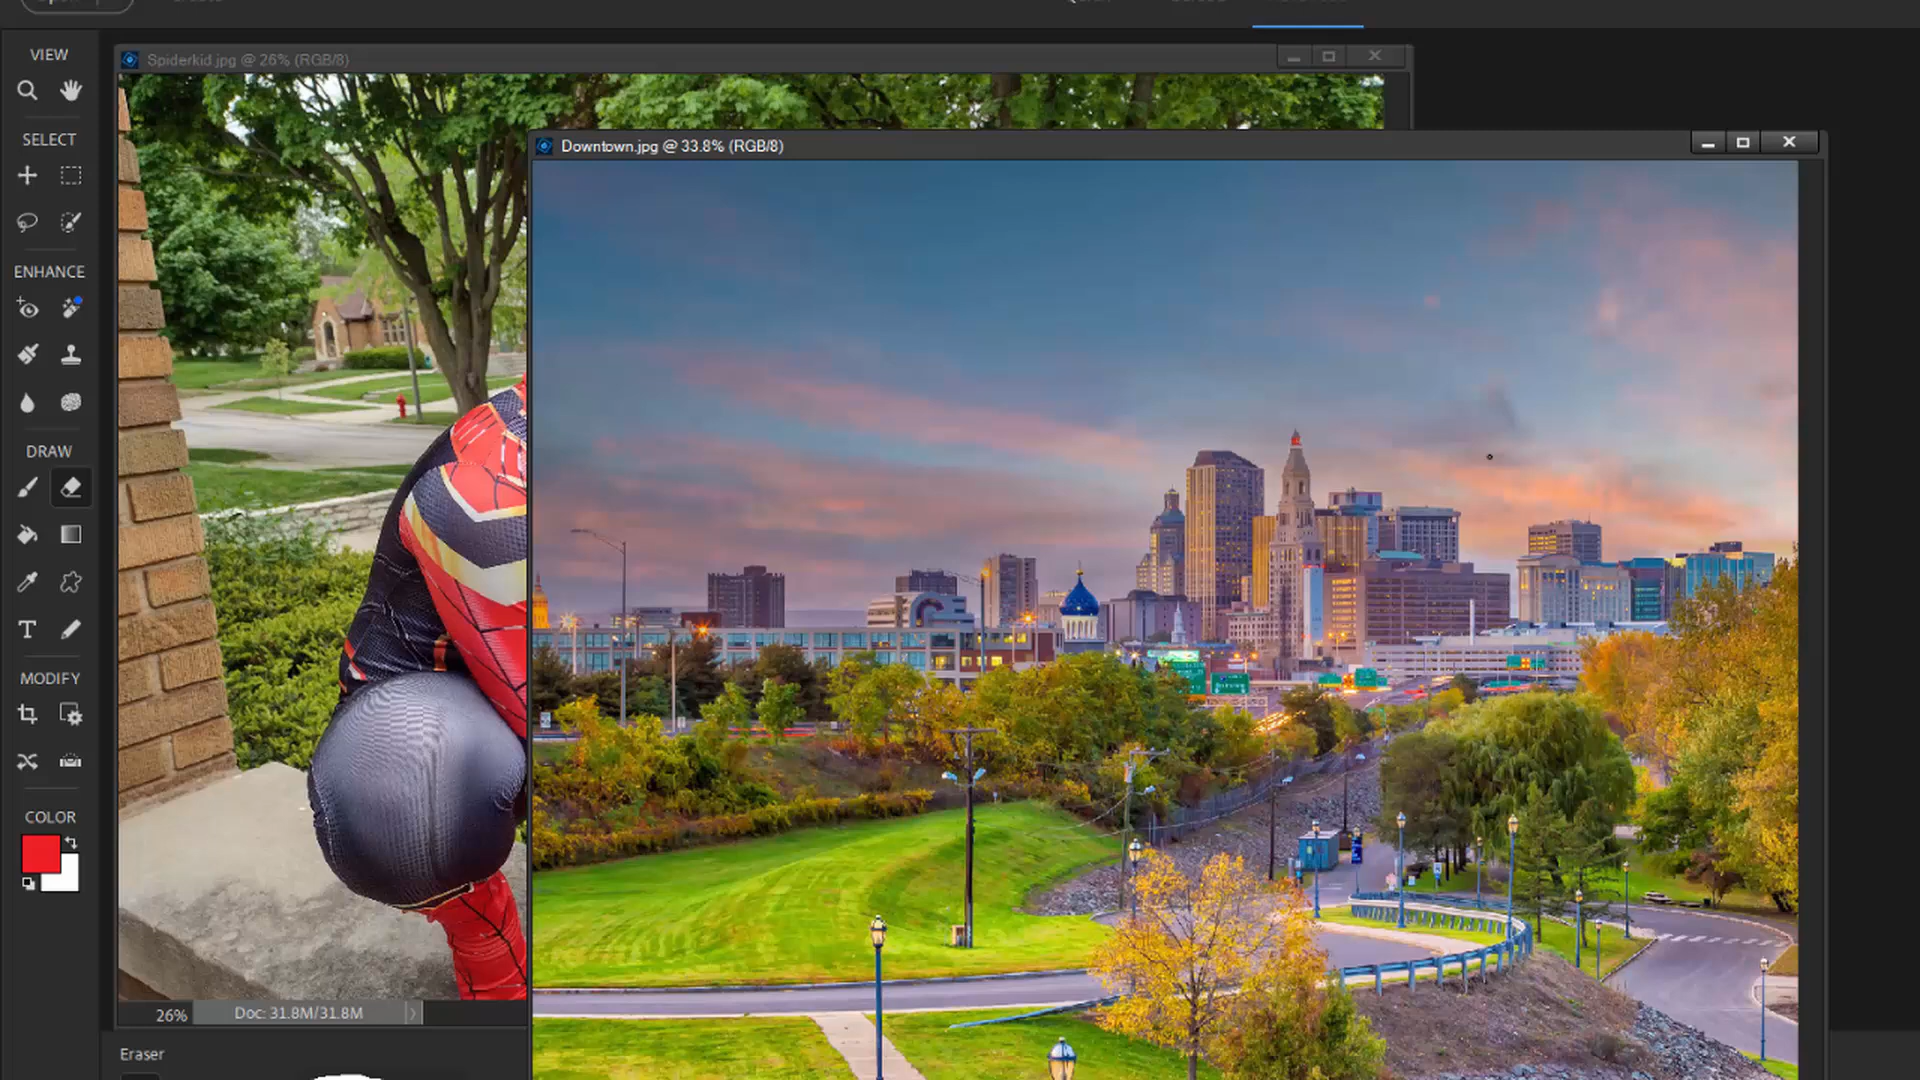 VIEW
Spiderkid.jpg @ 26% (RGB/8)
SELECT
Downtown.jpg @ 33.8% (RGB/8)
ENHANCE
DRAW
MODIFY
COLOR
26%
Doc: 31.8M/31.8M
Eraser